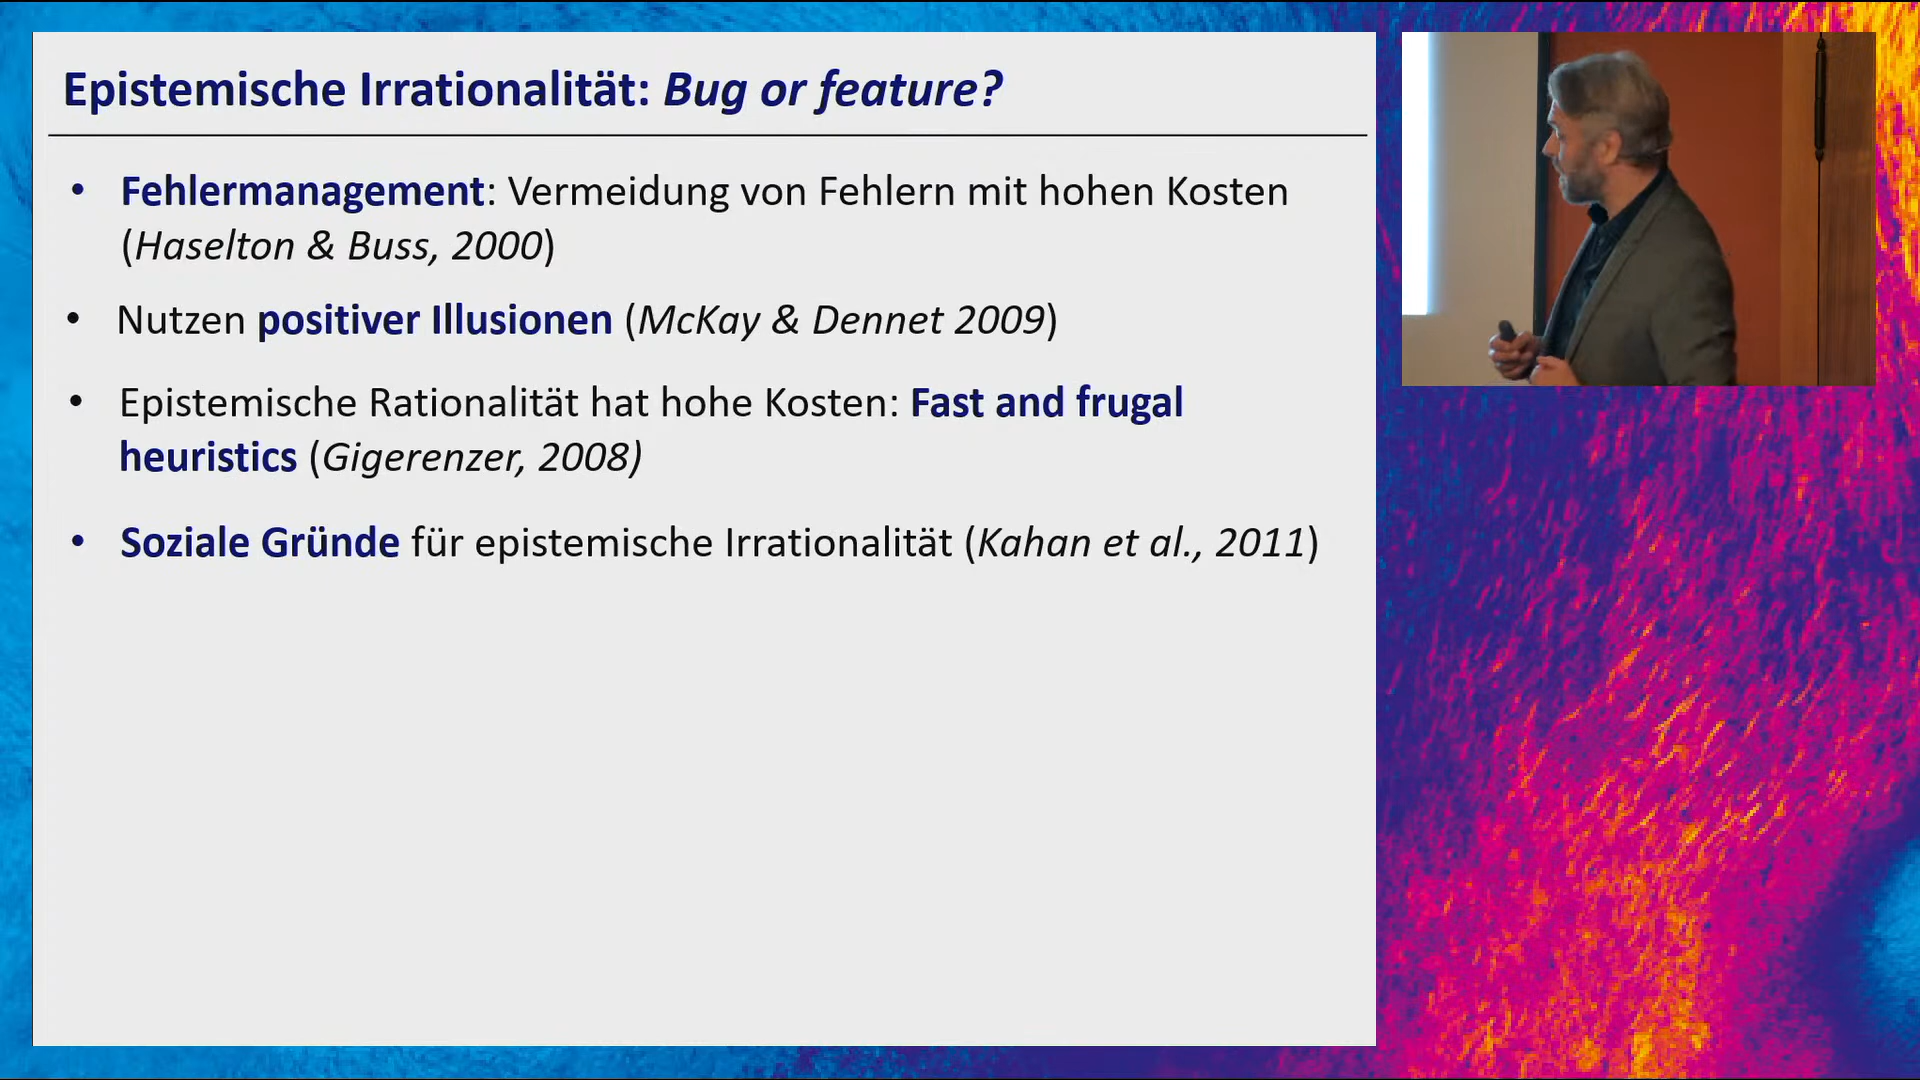 Epistemische Irrationalität: Bug or feature?
• Fehlermanagement: Vermeidung von Fehlern mit hohen Kosten
(Haselton & Buss, 2000)
• Nutzen positiver Illusionen (McKay & Dennet 2009)
• Epistemische Rationalität hat hohe Kosten: Fast and frugal
heuristics (Gigerenzer, 2008)
• Soziale Gründe für epistemische Irrationalität (Kahan et al., 2011)